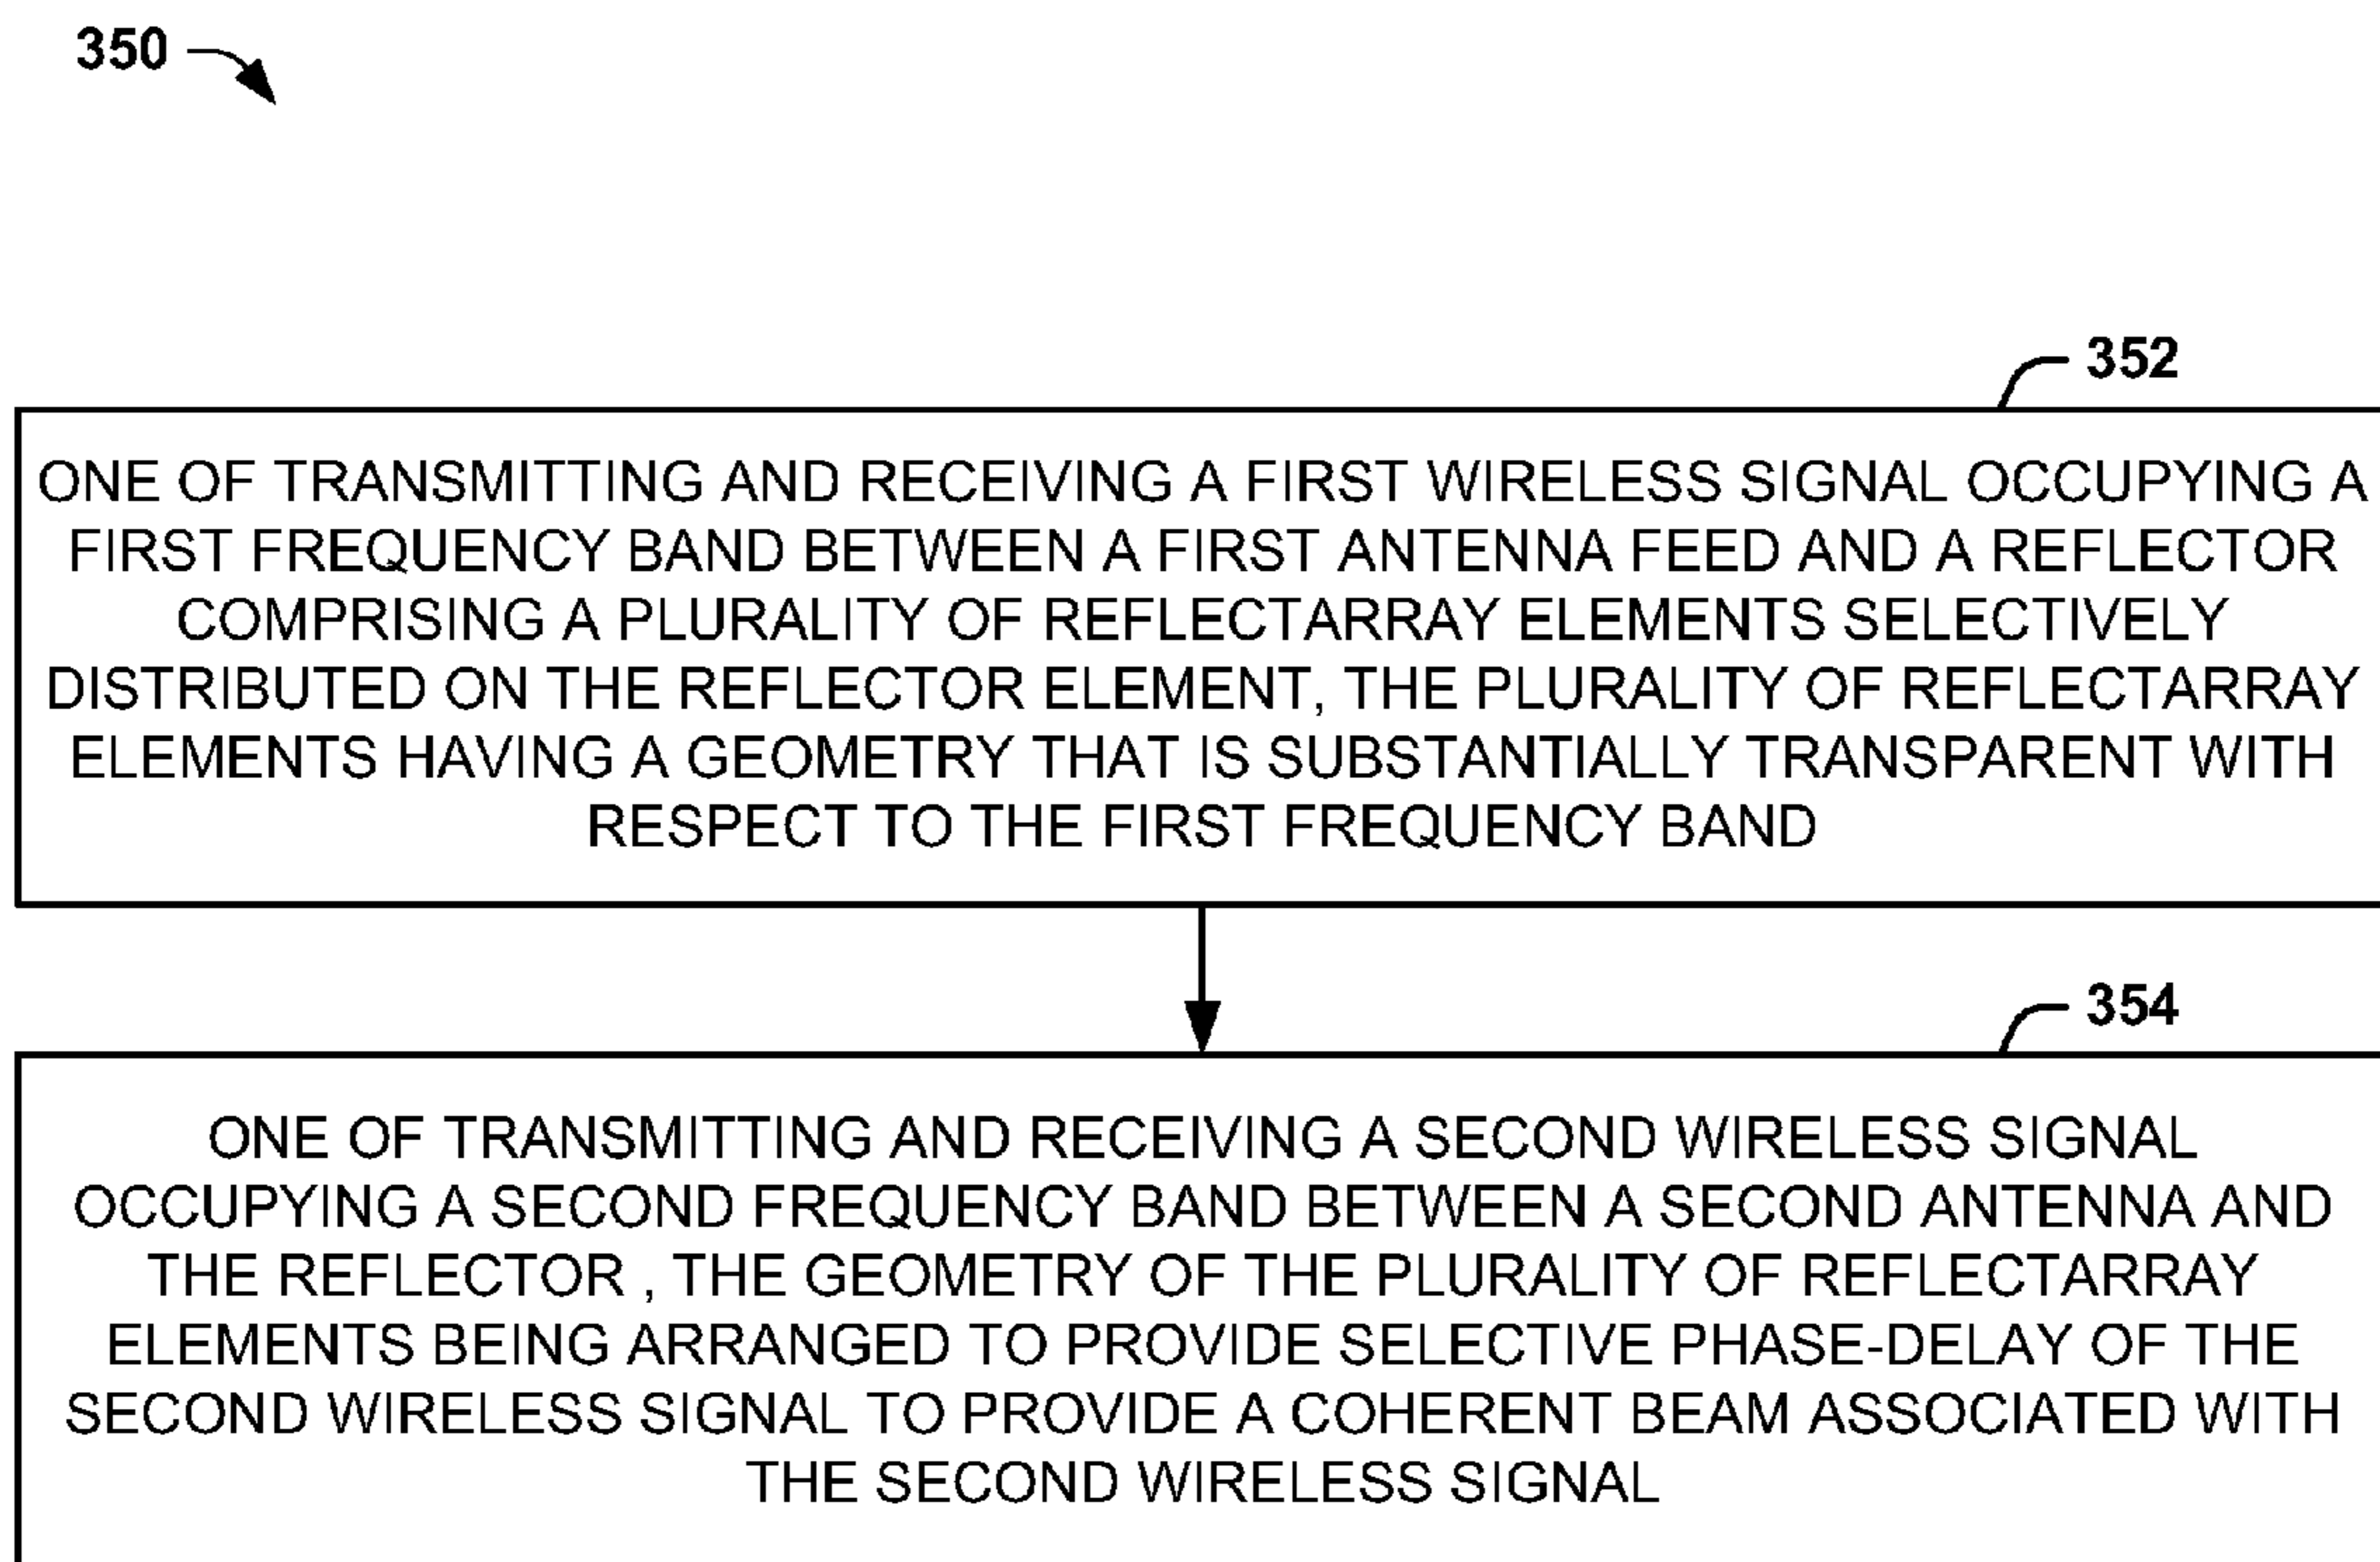 350
352
ONE OF TRANSMITTING AND RECEIVING A FIRST WIRELESS SIGNAL OCCUPYING A
FIRST FREQUENCY BAND BETWEEN A FIRST ANTENNA FEED AND A REFLECTOR
COMPRISING A PLURALITY OF REFLECTARRAY ELEMENTS SELECTIVELY
DISTRIBUTED ON THE REFLECTOR ELEMENT, THE PLURALITY OF REFLECTARRAY
ELEMENTS HAVING A GEOMETRY THAT IS SUBSTANTIALLY TRANSPARENT WITH
RESPECT TO THE FIRST FREQUENCY BAND
354
ONE OF TRANSMITTING AND RECEIVING A SECOND WIRELESS SIGNAL
OCCUPYING A SECOND FREQUENCY BAND BETWEEN A SECOND ANTENNA AND
THE REFLECTOR , THE GEOMETRY OF THE PLURALITY OF REFLECTARRAY
ELEMENTS BEING ARRANGED TO PROVIDE SELECTIVE PHASE-DELAY OF THE
SECOND WIRELESS SIGNAL TO PROVIDE A COHERENT BEAM ASSOCIATED WITH
THE SECOND WIRELESS SIGNAL